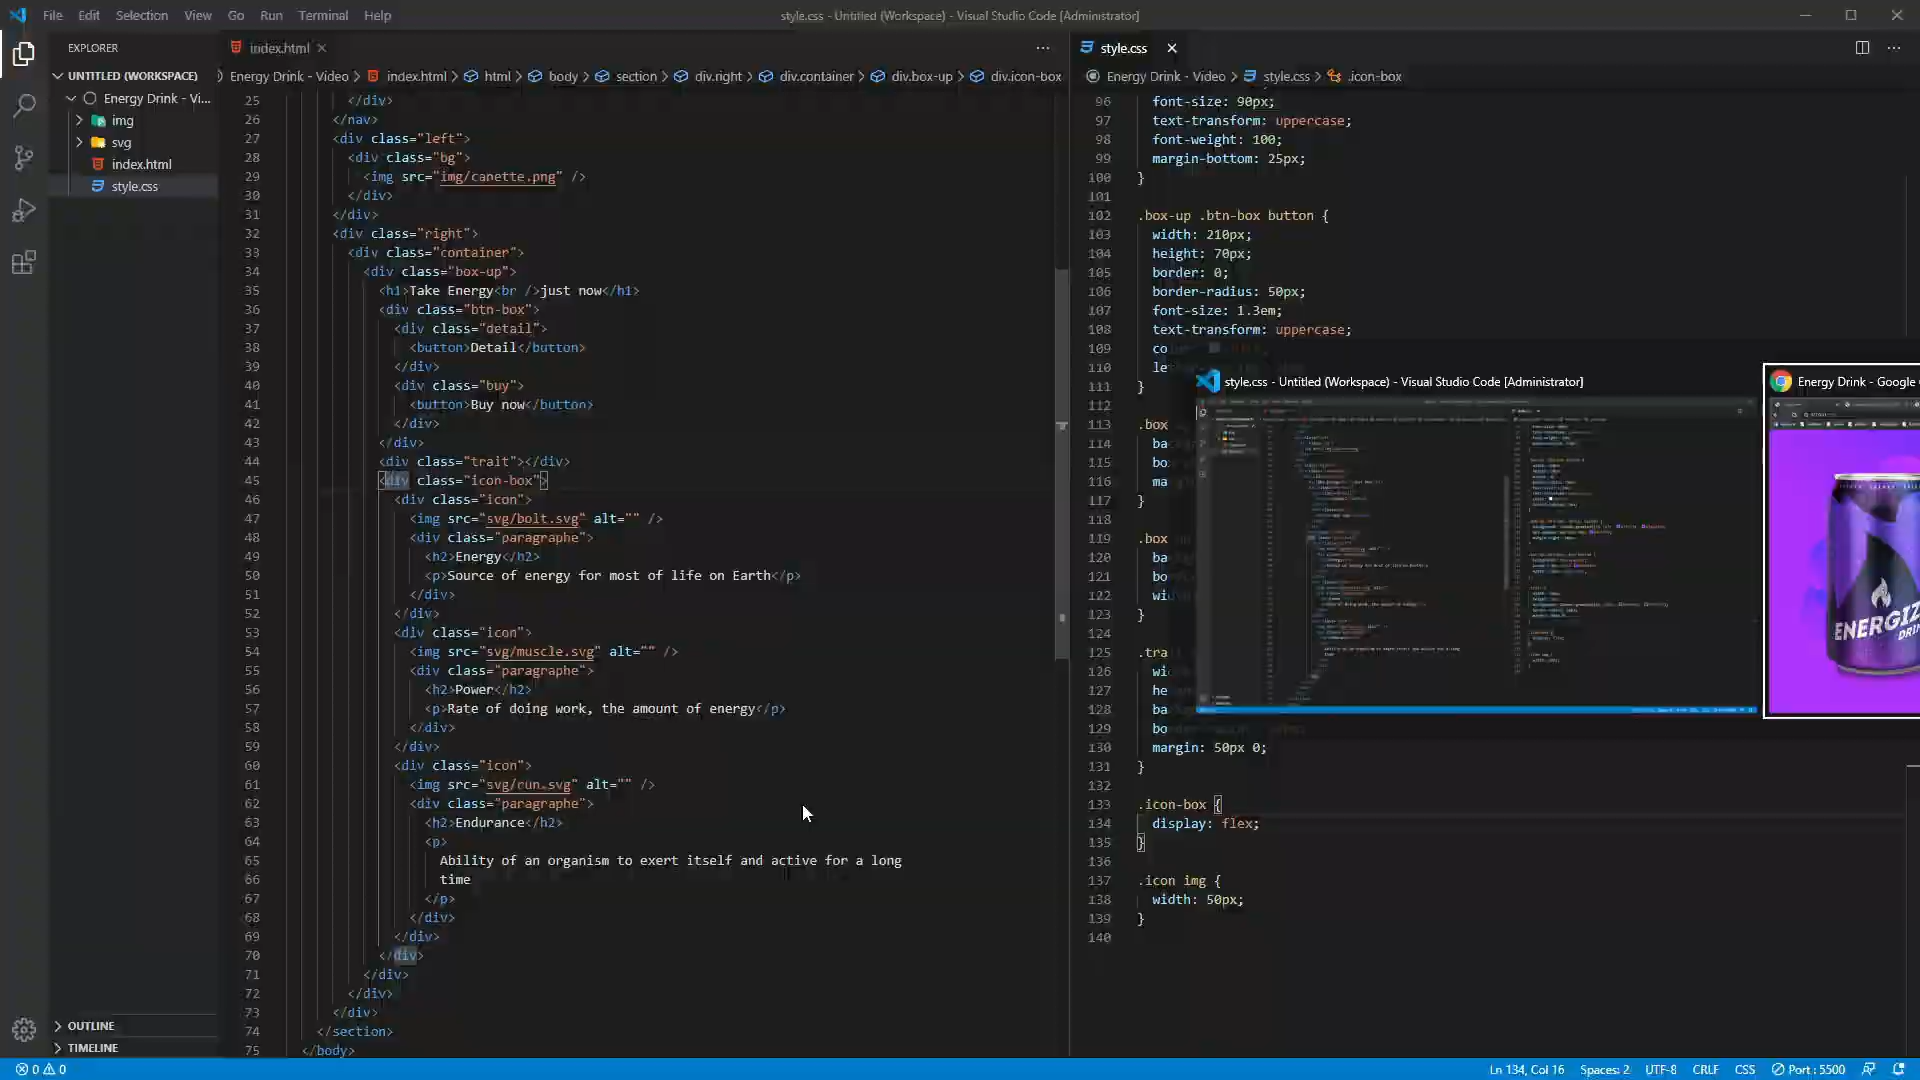 File Edit Selection View Go Run Terminal Help
style.css - Untitled (Workspace) - Visual Studio Code [Administrator]
EXPLORER
UNTITLED (WORKSPACE)
Energy Drink - Vi...
img
svg
index.html
style.css
index.html
Energy Drink - Video > index.html > html > body > section > div.right > div.container > div.box-up > div.icon-box
25 </div>
26 </nav>
27 <div class="left">
28 <div class="bg">
29 <img src="img/canette.png" />
30 </div>
31 </div>
32 <div class="right">
33 <div class="container">
34 <div class="box-up">
35 <h1>Take Energy<br />just now</h1>
36 <div class="btn-box">
37 <div class="detail">
38 <button>Detail</button>
39 </div>
40 <div class="buy">
41 <button>Buy now</button>
42 </div>
43 </div>
44 <div class="trait"></div>
45 <div class="icon-box">
46 <div class="icon">
47 <img src="svg/bolt.svg" alt="" />
48 <div class="paragraphe">
49 <h2>Energy</h2>
50 <p>Source of energy for most of life on Earth</p>
51 </div>
52 </div>
53 <div class="icon">
54 <img src="svg/muscle.svg" alt="" />
55 <div class="paragraphe">
56 <h2>Power</h2>
57 <p>Rate of doing work, the amount of energy</p>
58 </div>
59 </div>
60 <div class="icon">
61 <img src="svg/run.svg" alt="" />
62 <div class="paragraphe">
63 <h2>Endurance</h2>
64 <p>
65 Ability of an organism to exert itself and active for a long
66 time
67 </p>
68 </div>
69 </div>
70 </div>
71 </div>
72 </div>
73 </div>
74 </section>
75 </body>
style.css
Energy Drink - Video > style.css > .icon-box
96 font-size: 90px;
97 text-transform: uppercase;
98 font-weight: 100;
99 margin-bottom: 25px;
100 }
101
102 .box-up .btn-box button {
103 width: 210px;
104 height: 70px;
105 border: 0;
106 border-radius: 50px;
107 font-size: 1.3em;
108 text-transform: uppercase;
109 co
110 le
111 }
112
113 .box
114 ba
115 bo
116 ma
117 }
118
119 .box
120 ba
121 bo
122 wi
123 }
124
125 .tra
126 wi
127 he
128 ba
129 bo
130 margin: 50px 0;
131 }
132
133 .icon-box {
134 display: flex;
135 }
136
137 .icon img {
138 width: 50px;
139 }
140
style.css - Untitled (Workspace) - Visual Studio Code [Administrator]
Energy Drink - Google
ENERGIZ
DRIN
OUTLINE
TIMELINE
0 0
Ln 134, Col 16 Spaces: 2 UTF-8 CRLF CSS Port : 5500